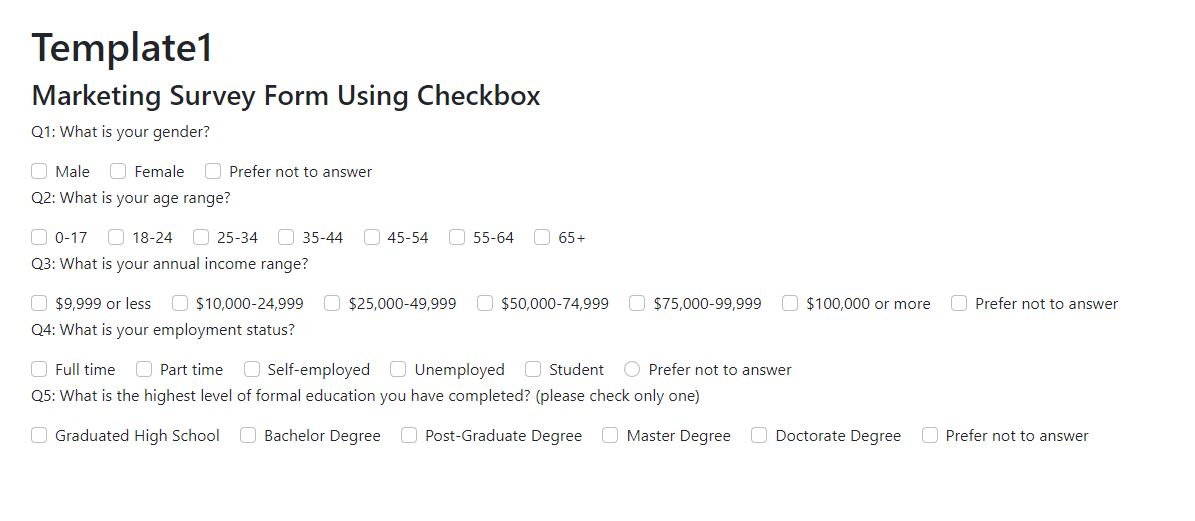 Template1
Marketing Survey Form Using Checkbox
Q1: What is your gender?
Male Female Prefer not to answer
Q2: What is your age range?
0-17 18-24 25-34 35-44 45-54 55-64 65+
Q3: What is your annual income range?
$9,999 or less $10,000-24,999 $25,000-49,999 $50,000-74,999 $75,000-99,999 $100,000 or more Prefer not to answer
Q4: What is your employment status?
Full time Part time Self-employed Unemployed Student Prefer not to answer
Q5: What is the highest level of formal education you have completed? (please check only one)
Graduated High School Bachelor Degree Post-Graduate Degree Master Degree Doctorate Degree Prefer not to answer